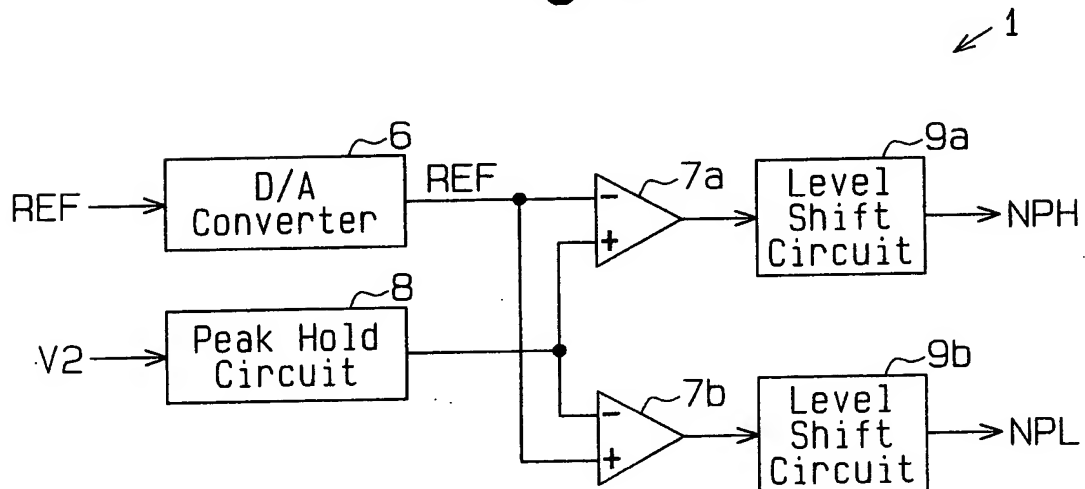 1
6
D/A
Converter
REF
REF
7a
-
+
9a
Level
Shift
Circuit
NPH
8
Peak Hold
Circuit
V2
7b
-
+
9b
Level
Shift
Circuit
NPL